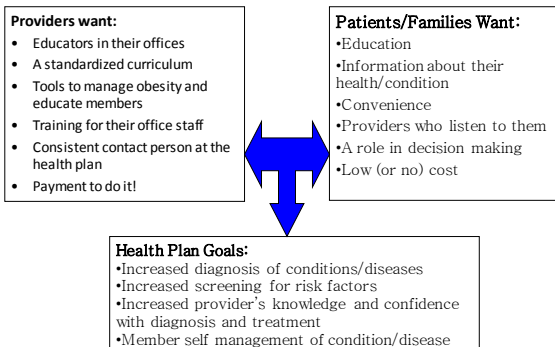 Providers want:
• Educators in their offices
• A standardized curriculum
• Tools to manage obesity and
educate members
• Training for their office staff
• Consistent contact person at the
health plan
• Payment to do it!
Patients/Families Want:
•Education
•Information about their
health/condition
•Convenience
•Providers who listen to them
•A role in decision making
•Low (or no) cost
Health Plan Goals:
•Increased diagnosis of conditions/diseases
•Increased screening for risk factors
•Increased provider's knowledge and confidence
with diagnosis and treatment
•Member self management of condition/disease